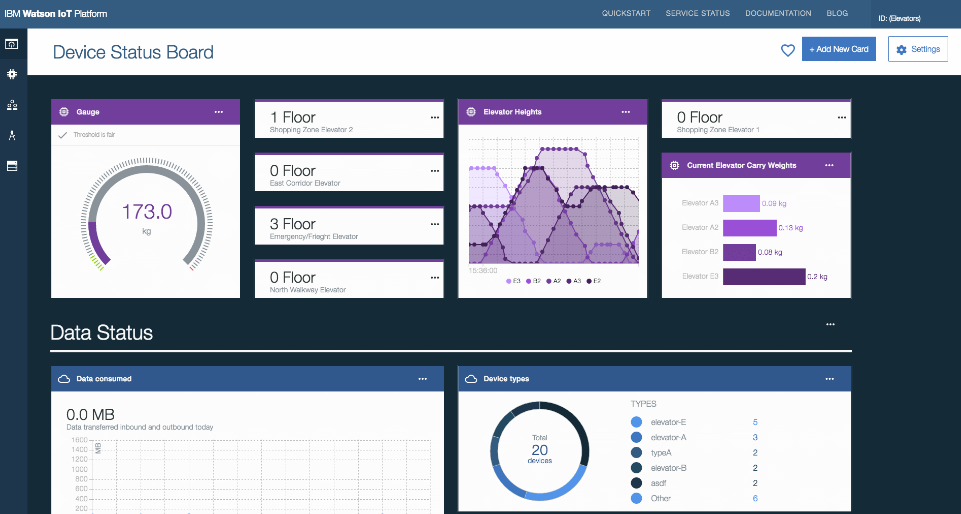 IBM Watson IoT Platform
QUICKSTART SERVICE STATUS DOCUMENTATION BLOG
ID: (Elevators)
Device Status Board
+ Add New Card
Settings
Gauge
Threshold is fair
173.0
kg
1 Floor
Shopping Zone Elevator 2
0 Floor
East Corridor Elevator
3 Floor
Emergency/Frieght Elevator
0 Floor
North Walkway Elevator
Elevator Heights
15:36:00
E3 B2 A2 A3 E2
0 Floor
Shopping Zone Elevator 1
Current Elevator Carry Weights
Elevator A3 0.09 kg
Elevator A2 0.13 kg
Elevator B2 0.08 kg
Elevator E3 0.2 kg
Data Status
Data consumed
0.0 MB
Data transferred inbound and outbound today
MB
1600
1400
1200
1000
800
600
400
200
Device types
Total
20
devices
TYPES
elevator-E 5
elevator-A 3
typeA 2
elevator-B 2
asdf 2
Other 6